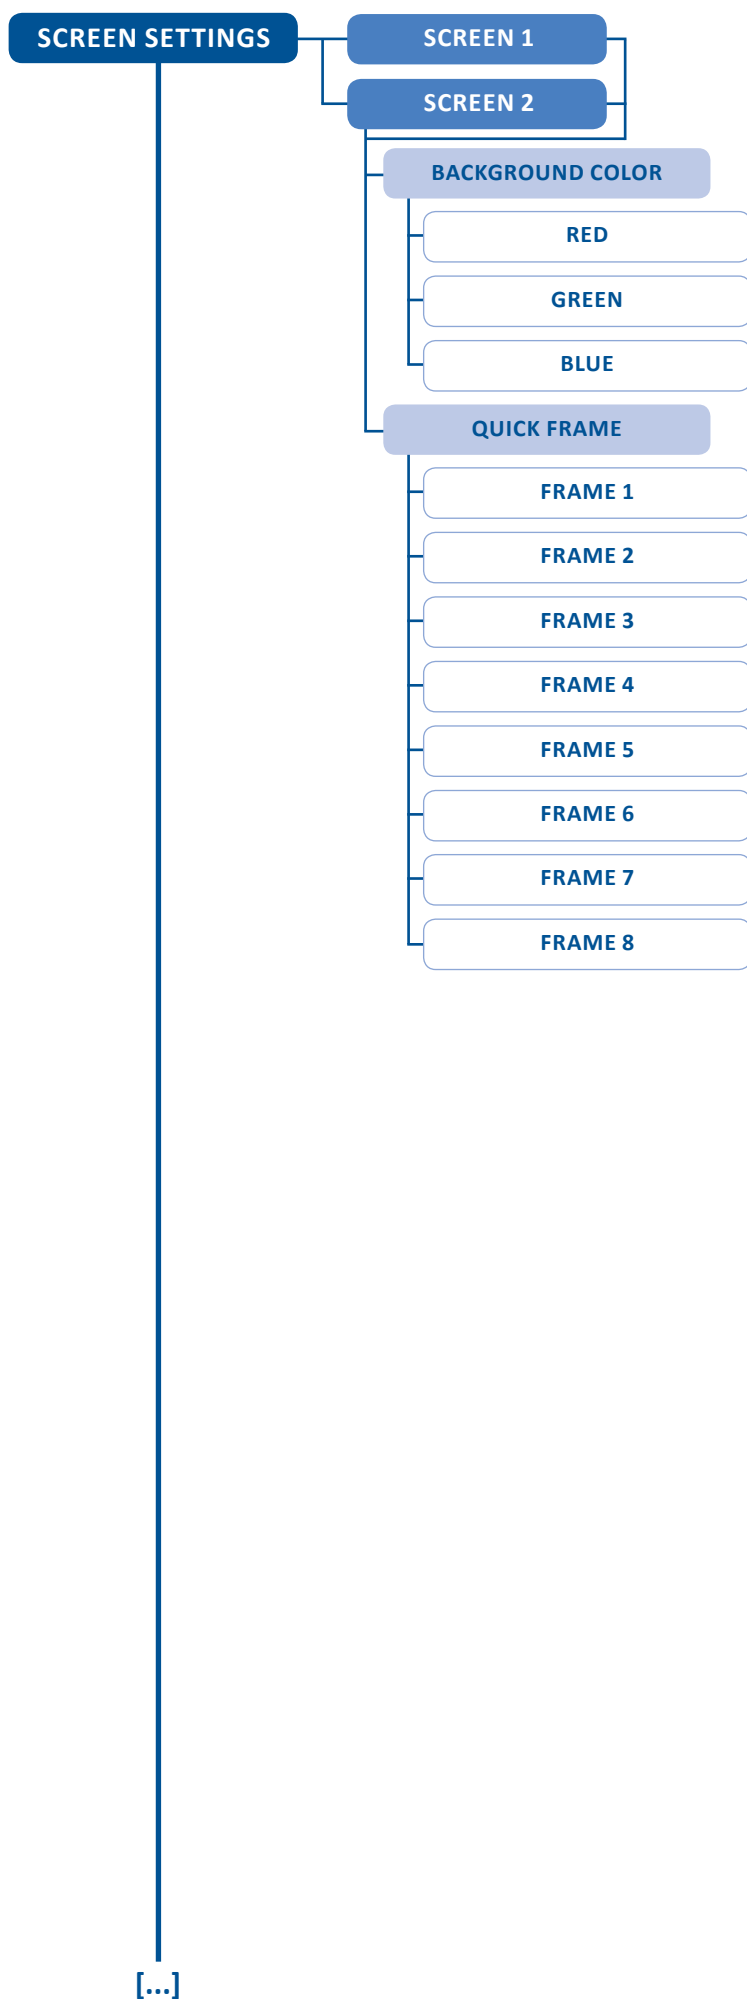 SCREEN SETTINGS
SCREEN 1
SCREEN 2
BACKGROUND COLOR
RED
GREEN
BLUE
QUICK FRAME
FRAME 1
FRAME 2
FRAME 3
FRAME 4
FRAME 5
FRAME 6
FRAME 7
FRAME 8
[...]